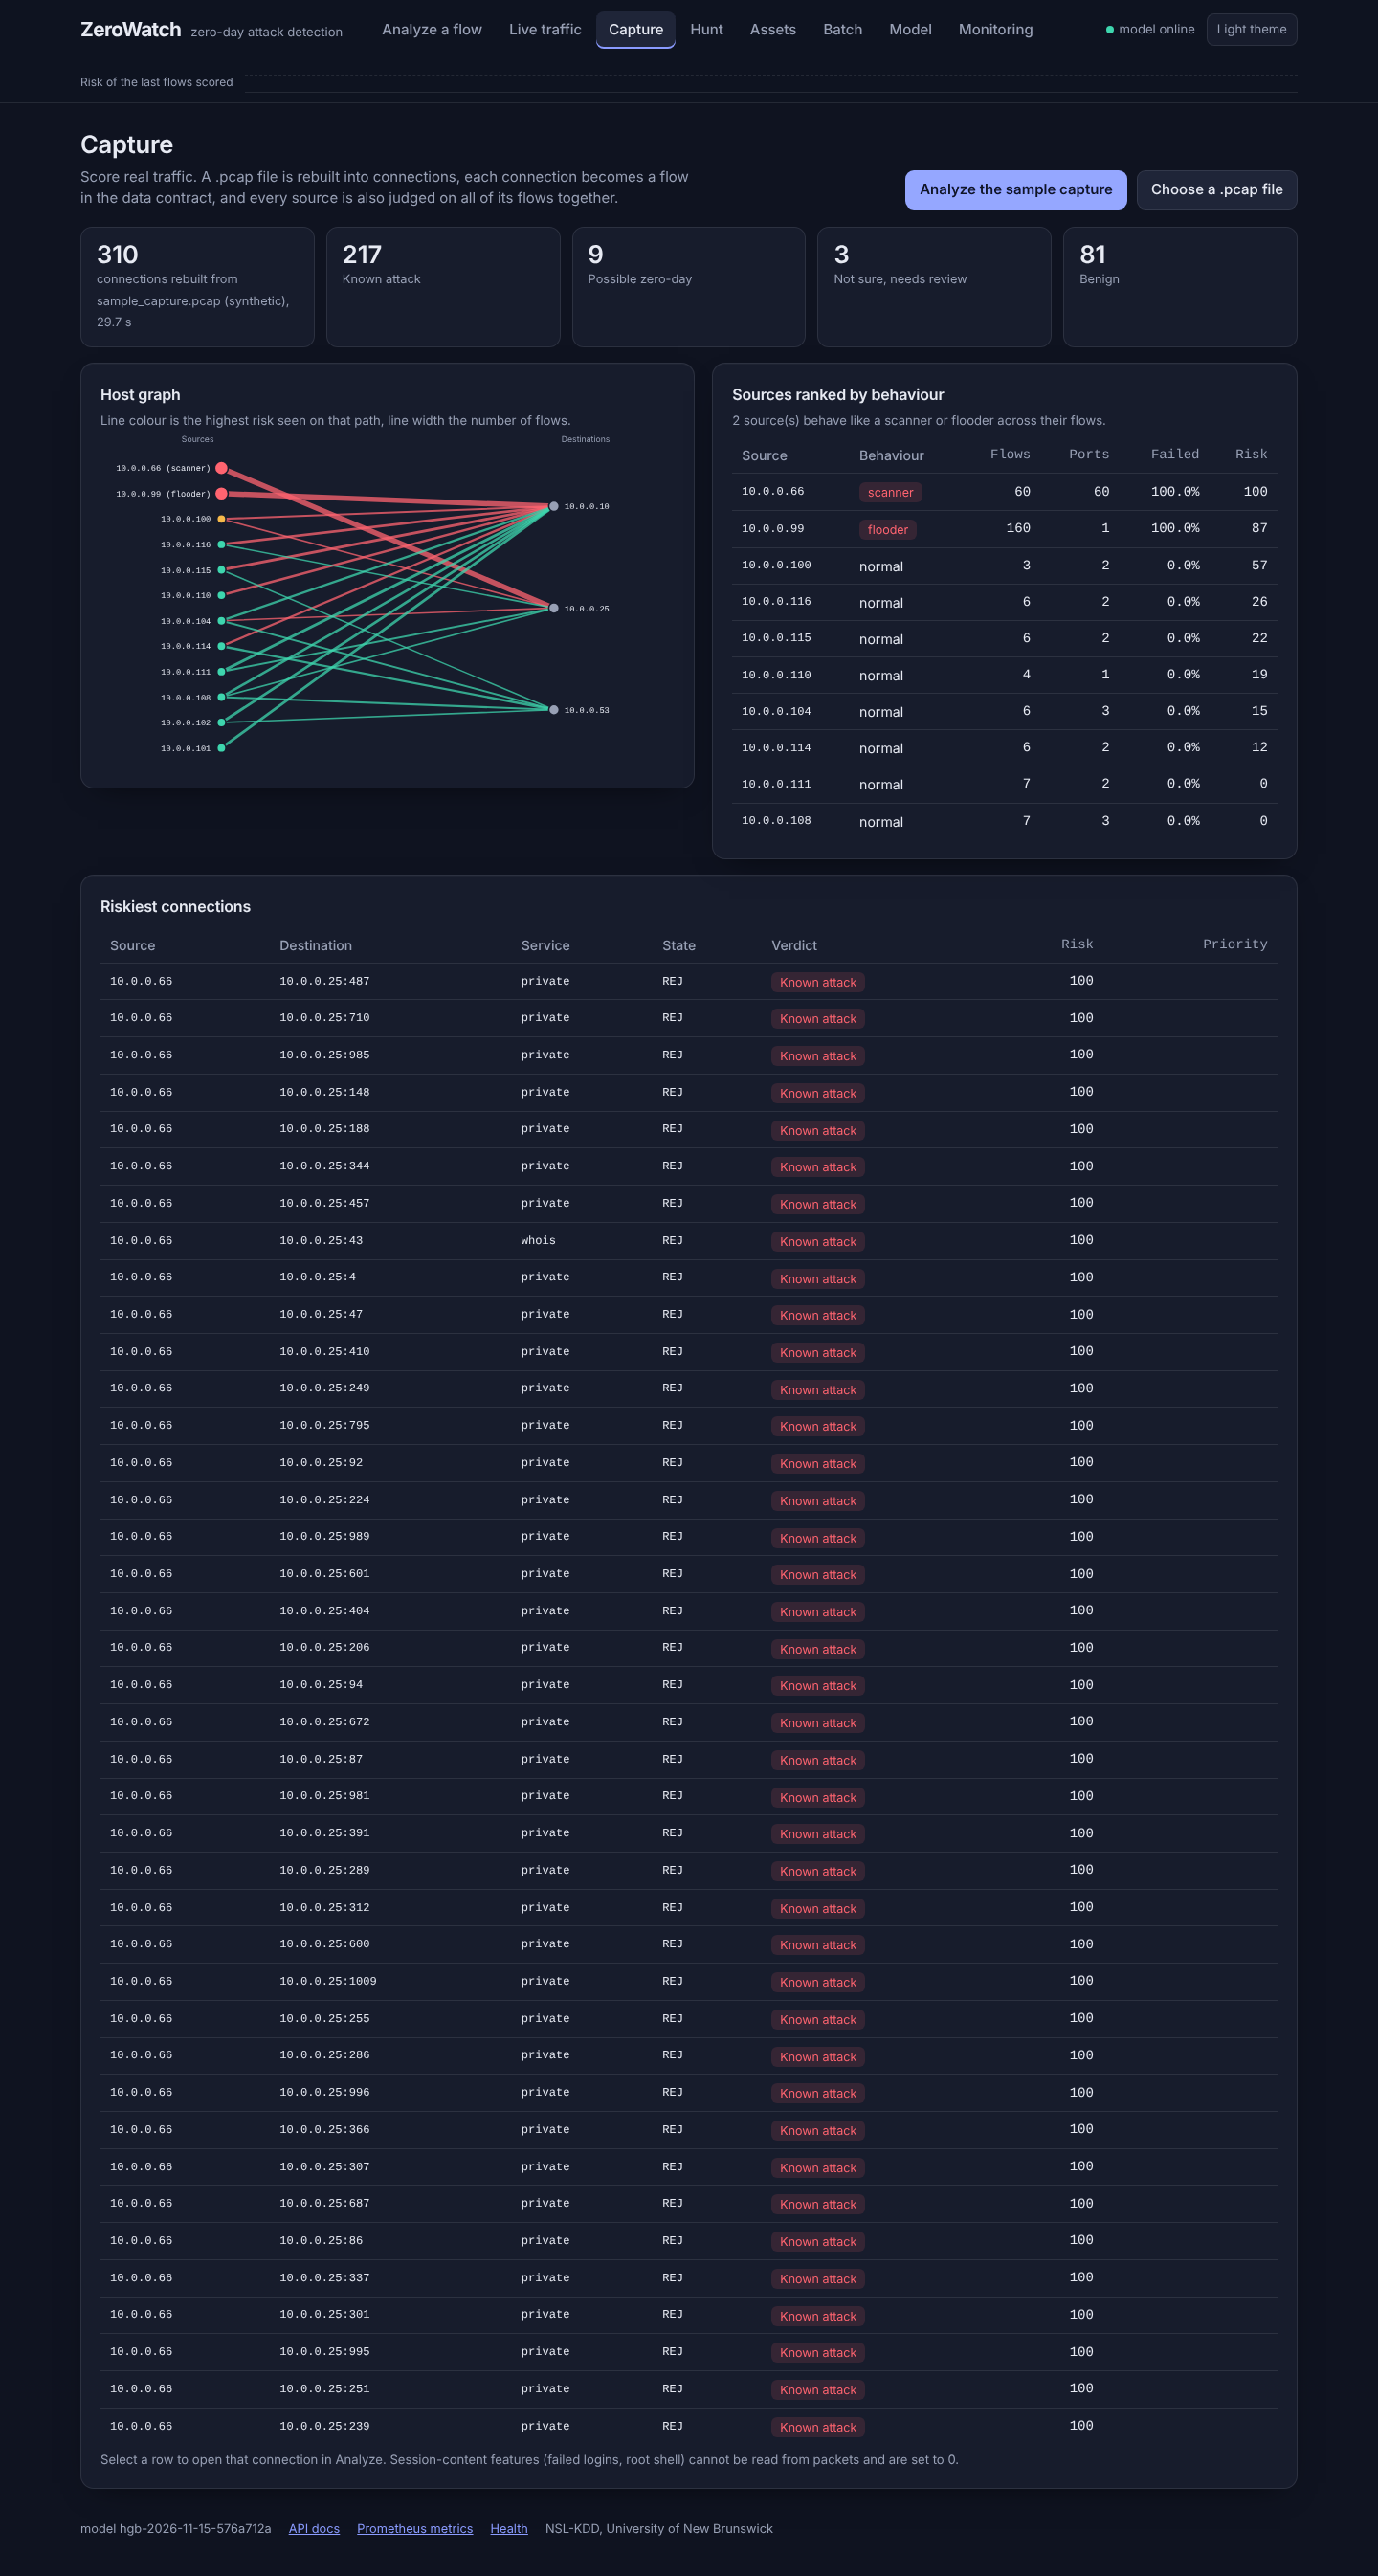 ZeroWatch zero-day attack detection Analyze a flow Live traffic Capture Hunt Assets Batch Model Monitoring model online Light theme
Risk of the last flows scored
Capture
Score real traffic. A .pcap file is rebuilt into connections, each connection becomes a flow
in the data contract, and every source is also judged on all of its flows together.
Analyze the sample capture Choose a .pcap file
310
connections rebuilt from
sample_capture.pcap (synthetic),
29.7 s
217
Known attack
9
Possible zero-day
3
Not sure, needs review
81
Benign
Host graph
Line colour is the highest risk seen on that path, line width the number of flows.
Sources Destinations
10.0.0.66 (scanner)
10.0.0.99 (flooder)
10.0.0.100
10.0.0.116
10.0.0.115
10.0.0.110
10.0.0.104
10.0.0.114
10.0.0.111
10.0.0.108
10.0.0.102
10.0.0.101
10.0.0.10
10.0.0.25
10.0.0.53
Sources ranked by behaviour
2 source(s) behave like a scanner or flooder across their flows.
Source Behaviour Flows Ports Failed Risk
10.0.0.66 scanner 60 60 100.0% 100
10.0.0.99 flooder 160 1 100.0% 87
10.0.0.100 normal 3 2 0.0% 57
10.0.0.116 normal 6 2 0.0% 26
10.0.0.115 normal 6 2 0.0% 22
10.0.0.110 normal 4 1 0.0% 19
10.0.0.104 normal 6 3 0.0% 15
10.0.0.114 normal 6 2 0.0% 12
10.0.0.111 normal 7 2 0.0% 0
10.0.0.108 normal 7 3 0.0% 0
Riskiest connections
Source Destination Service State Verdict Risk Priority
10.0.0.66 10.0.0.25:487 private REJ Known attack 100
10.0.0.66 10.0.0.25:710 private REJ Known attack 100
10.0.0.66 10.0.0.25:985 private REJ Known attack 100
10.0.0.66 10.0.0.25:148 private REJ Known attack 100
10.0.0.66 10.0.0.25:188 private REJ Known attack 100
10.0.0.66 10.0.0.25:344 private REJ Known attack 100
10.0.0.66 10.0.0.25:457 private REJ Known attack 100
10.0.0.66 10.0.0.25:43 whois REJ Known attack 100
10.0.0.66 10.0.0.25:4 private REJ Known attack 100
10.0.0.66 10.0.0.25:47 private REJ Known attack 100
10.0.0.66 10.0.0.25:410 private REJ Known attack 100
10.0.0.66 10.0.0.25:249 private REJ Known attack 100
10.0.0.66 10.0.0.25:795 private REJ Known attack 100
10.0.0.66 10.0.0.25:92 private REJ Known attack 100
10.0.0.66 10.0.0.25:224 private REJ Known attack 100
10.0.0.66 10.0.0.25:989 private REJ Known attack 100
10.0.0.66 10.0.0.25:601 private REJ Known attack 100
10.0.0.66 10.0.0.25:404 private REJ Known attack 100
10.0.0.66 10.0.0.25:206 private REJ Known attack 100
10.0.0.66 10.0.0.25:94 private REJ Known attack 100
10.0.0.66 10.0.0.25:672 private REJ Known attack 100
10.0.0.66 10.0.0.25:87 private REJ Known attack 100
10.0.0.66 10.0.0.25:981 private REJ Known attack 100
10.0.0.66 10.0.0.25:391 private REJ Known attack 100
10.0.0.66 10.0.0.25:289 private REJ Known attack 100
10.0.0.66 10.0.0.25:312 private REJ Known attack 100
10.0.0.66 10.0.0.25:600 private REJ Known attack 100
10.0.0.66 10.0.0.25:1009 private REJ Known attack 100
10.0.0.66 10.0.0.25:255 private REJ Known attack 100
10.0.0.66 10.0.0.25:286 private REJ Known attack 100
10.0.0.66 10.0.0.25:996 private REJ Known attack 100
10.0.0.66 10.0.0.25:366 private REJ Known attack 100
10.0.0.66 10.0.0.25:307 private REJ Known attack 100
10.0.0.66 10.0.0.25:687 private REJ Known attack 100
10.0.0.66 10.0.0.25:86 private REJ Known attack 100
10.0.0.66 10.0.0.25:337 private REJ Known attack 100
10.0.0.66 10.0.0.25:301 private REJ Known attack 100
10.0.0.66 10.0.0.25:995 private REJ Known attack 100
10.0.0.66 10.0.0.25:251 private REJ Known attack 100
10.0.0.66 10.0.0.25:239 private REJ Known attack 100
Select a row to open that connection in Analyze. Session-content features (failed logins, root shell) cannot be read from packets and are set to 0.
model hgb-2026-11-15-576a712a API docs Prometheus metrics Health NSL-KDD, University of New Brunswick